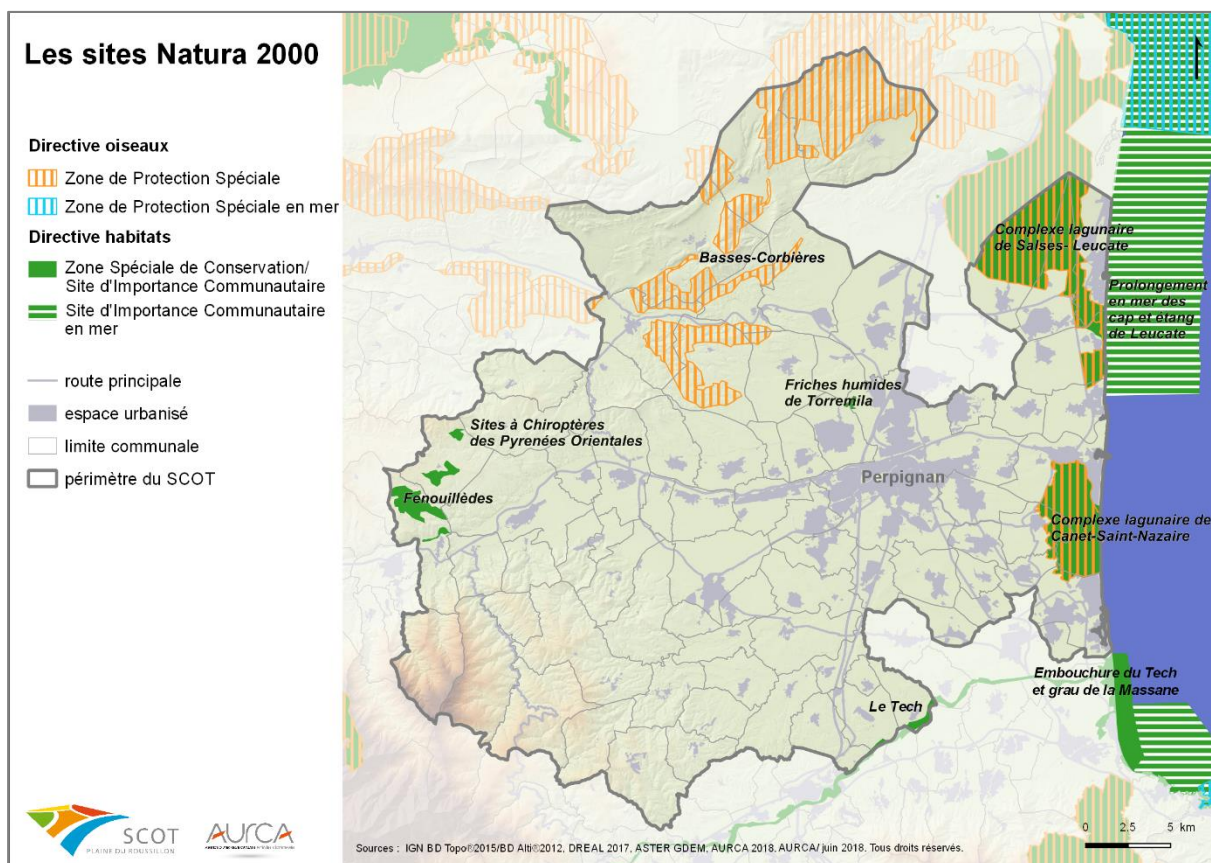 Les sites Natura 2000
Directive oiseaux
Zone de Protection Spéciale
Zone de Protection Spéciale en mer
Directive habitats
Zone Spéciale de Conservation/
Site d'Importance Communautaire
Site d'Importance Communautaire
en mer
route principale
espace urbanisé
limite communale
périmètre du SCOT
Complexe lagunaire
de Salses- Leucate
Basses-Corbières
Prolongement
en mer des
cap et étang
de Leucate
Friches humides
de Torremila
Sites à Chiroptères
des Pyrenées Orientales
Fenouillèdes
Perpignan
Complexe lagunaire de
Canet-Saint-Nazaire
Embouchure du Tech
et grau de la Massane
Le Tech
0 2.5 5 km
SCOT
PLAINE DU ROUSSILLON
AURCA
Sources : IGN BD Topo®2015/BD Alti®2012, DREAL 2017, ASTER GDEM, AURCA 2018. AURCA/ juin 2018. Tous droits réservés.